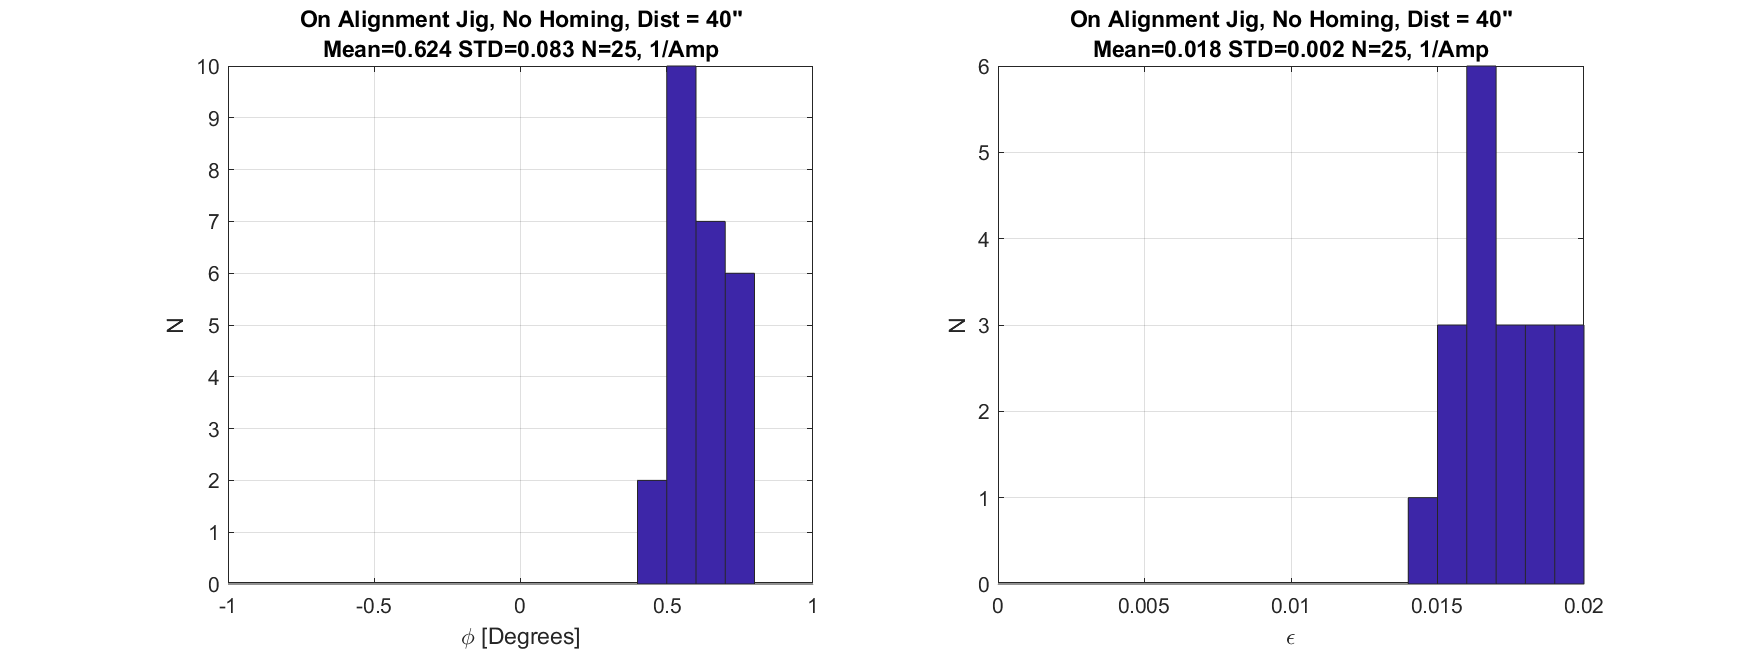 On Alignment Jig, No Homing, Dist = 40"
Mean=0.624 STD=0.083 N=25, 1/Amp
10
9
8
7
6
5
4
3
2
1
0
N
-1 -0.5 0 0.5 1
ϕ [Degrees]
On Alignment Jig, No Homing, Dist = 40"
Mean=0.018 STD=0.002 N=25, 1/Amp
6
5
4
3
2
1
0
N
0 0.005 0.01 0.015 0.02
ϵ